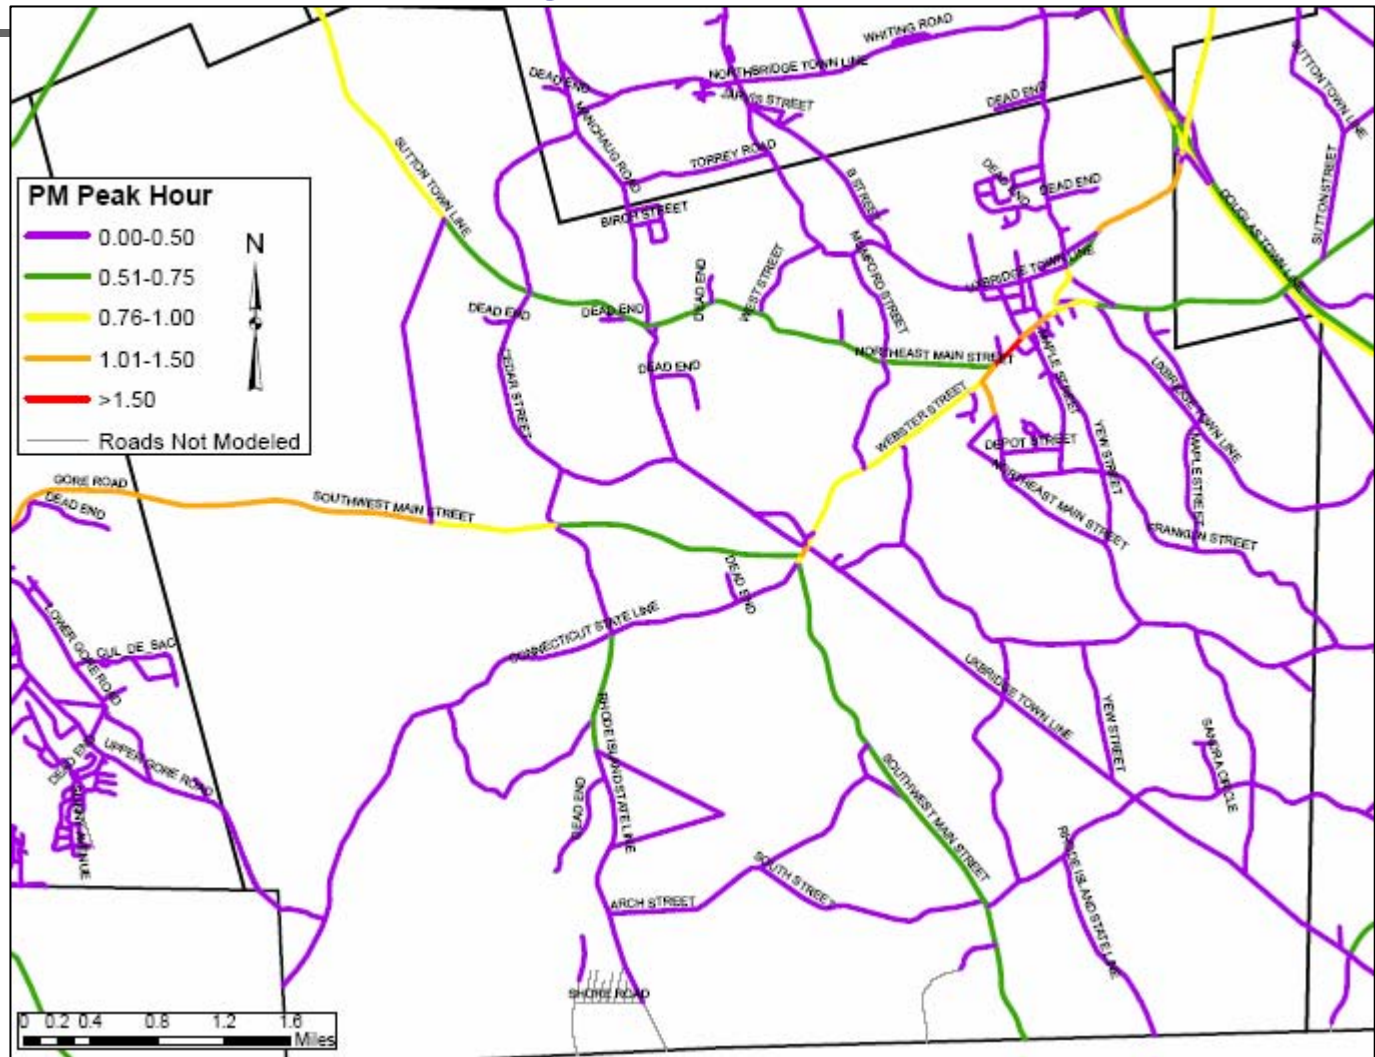 WHITING ROAD
NORTHBRIDGE TOWN LINE
DEAD END
DEAD END
MANCHAUG ROAD
TORREY ROAD
BIRCH STREET
B STREET
SUTTON TOWN LINE
SUTTON TOWN LINE
SUTTON STREET
DEAD END
DEAD END
DOUGLAS TOWN LINE
PM Peak Hour
0.00-0.50
0.51-0.75
0.76-1.00
1.01-1.50
>1.50
Roads Not Modeled
N
DEAD END
DEAD END
DEAD END
WEST STREET
MUMFORD STREET
UXBRIDGE TOWN LINE
NORTHEAST MAIN STREET
DEAD END
CEDAR STREET
MAPLE STREET
UXBRIDGE TOWN LINE
WEBSTER STREET
DEPOT STREET
YEW STREET
MAPLE STREET
NORTHEAST MAIN STREET
FRANKLIN STREET
GORE ROAD
DEAD END
SOUTHWEST MAIN STREET
DEAD END
CONNECTICUT STATE LINE
LOWER GORE ROAD
CUL_DE_SAC
UXBRIDGE TOWN LINE
YEW STREET
SANDRA CIRCLE
RHODE ISLAND STATE LINE
DEAD END
UPPER GORE ROAD
DEAD END
SOUTHWEST MAIN STREET
SOUTH STREET
RHODE ISLAND STATE LINE
ARCH STREET
SHORE ROAD
0 0.2 0.4 0.8 1.2 1.6
Miles